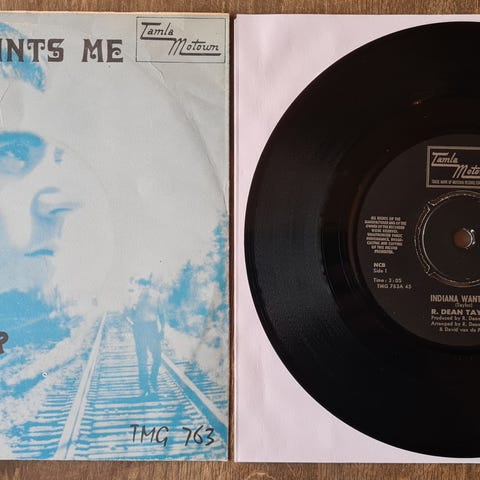 NTS ME
Tamla
Motown
R
TMG 763
Tamla
Motown
TRADE MARK OF MOTOWN RECORD
ALL RIGHTS OF THE
MANUFACTURER AND OF THE
OWNER OF THE RECORDED
WORK RESERVED.
UNAUTHORISED PUBLIC
PERFORMANCE, BROAD-
CASTING AND COPYING
OF THIS RECORD
PROHIBITED.
NCB
Side 1
Time: 3:05
TMG 763A 45
INDIANA WANT
(Taylor)
R. DEAN TAY
Produced by R. Dean
Arranged by R. Dean
& David van de P